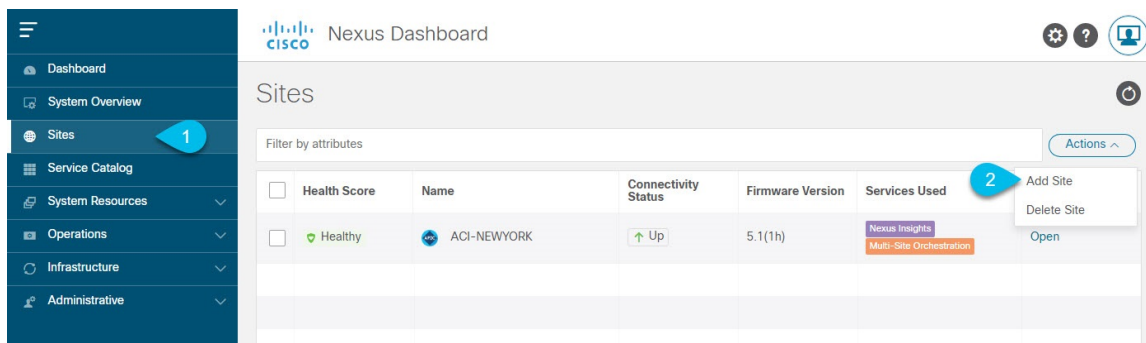 CISCO Nexus Dashboard
Dashboard
System Overview
Sites
1
Service Catalog
System Resources
Operations
Infrastructure
Administrative
Sites
Filter by attributes
Actions
2
Add Site
Delete Site
Health Score Name Connectivity Status Firmware Version Services Used
Healthy ACI-NEWYORK Up 5.1(1h) Nexus Insights Open
Multi-Site Orchestration